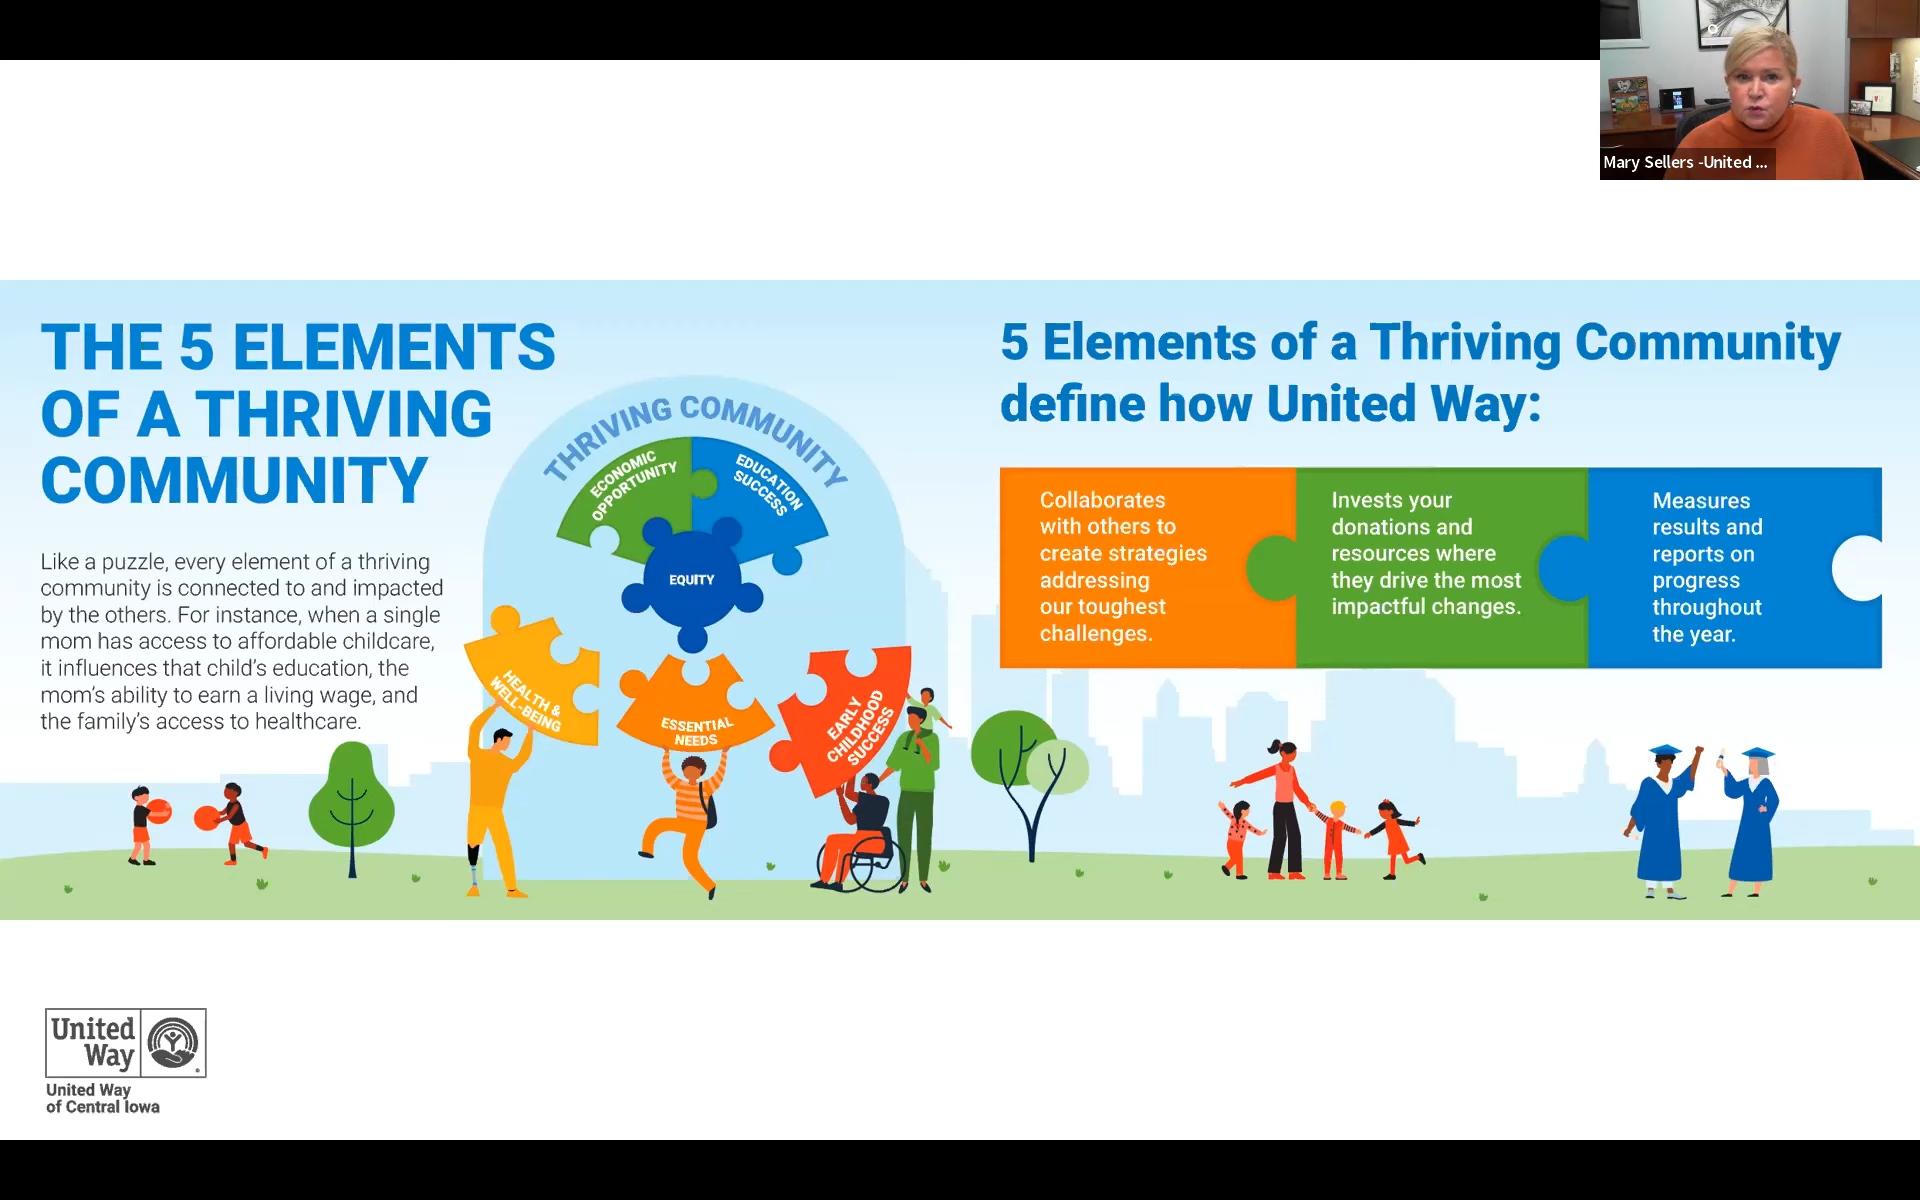 Mary Sellers -United ...
THE 5 ELEMENTS
OF A THRIVING
COMMUNITY
Like a puzzle, every element of a thriving
community is connected to and impacted
by the others. For instance, when a single
mom has access to affordable childcare,
it influences that child's education, the
mom's ability to earn a living wage, and
the family's access to healthcare.
THRIVING COMMUNITY
ECONOMIC
OPPORTUNITY
EDUCATION
SUCCESS
EQUITY
HEALTH &
WELL-BEING
ESSENTIAL
NEEDS
EARLY
CHILDHOOD
SUCCESS
5 Elements of a Thriving Community
define how United Way:
Collaborates
with others to
create strategies
addressing
our toughest
challenges.
Invests your
donations and
resources where
they drive the most
impactful changes.
Measures
results and
reports on
progress
throughout
the year.
United
Way
United Way
of Central Iowa